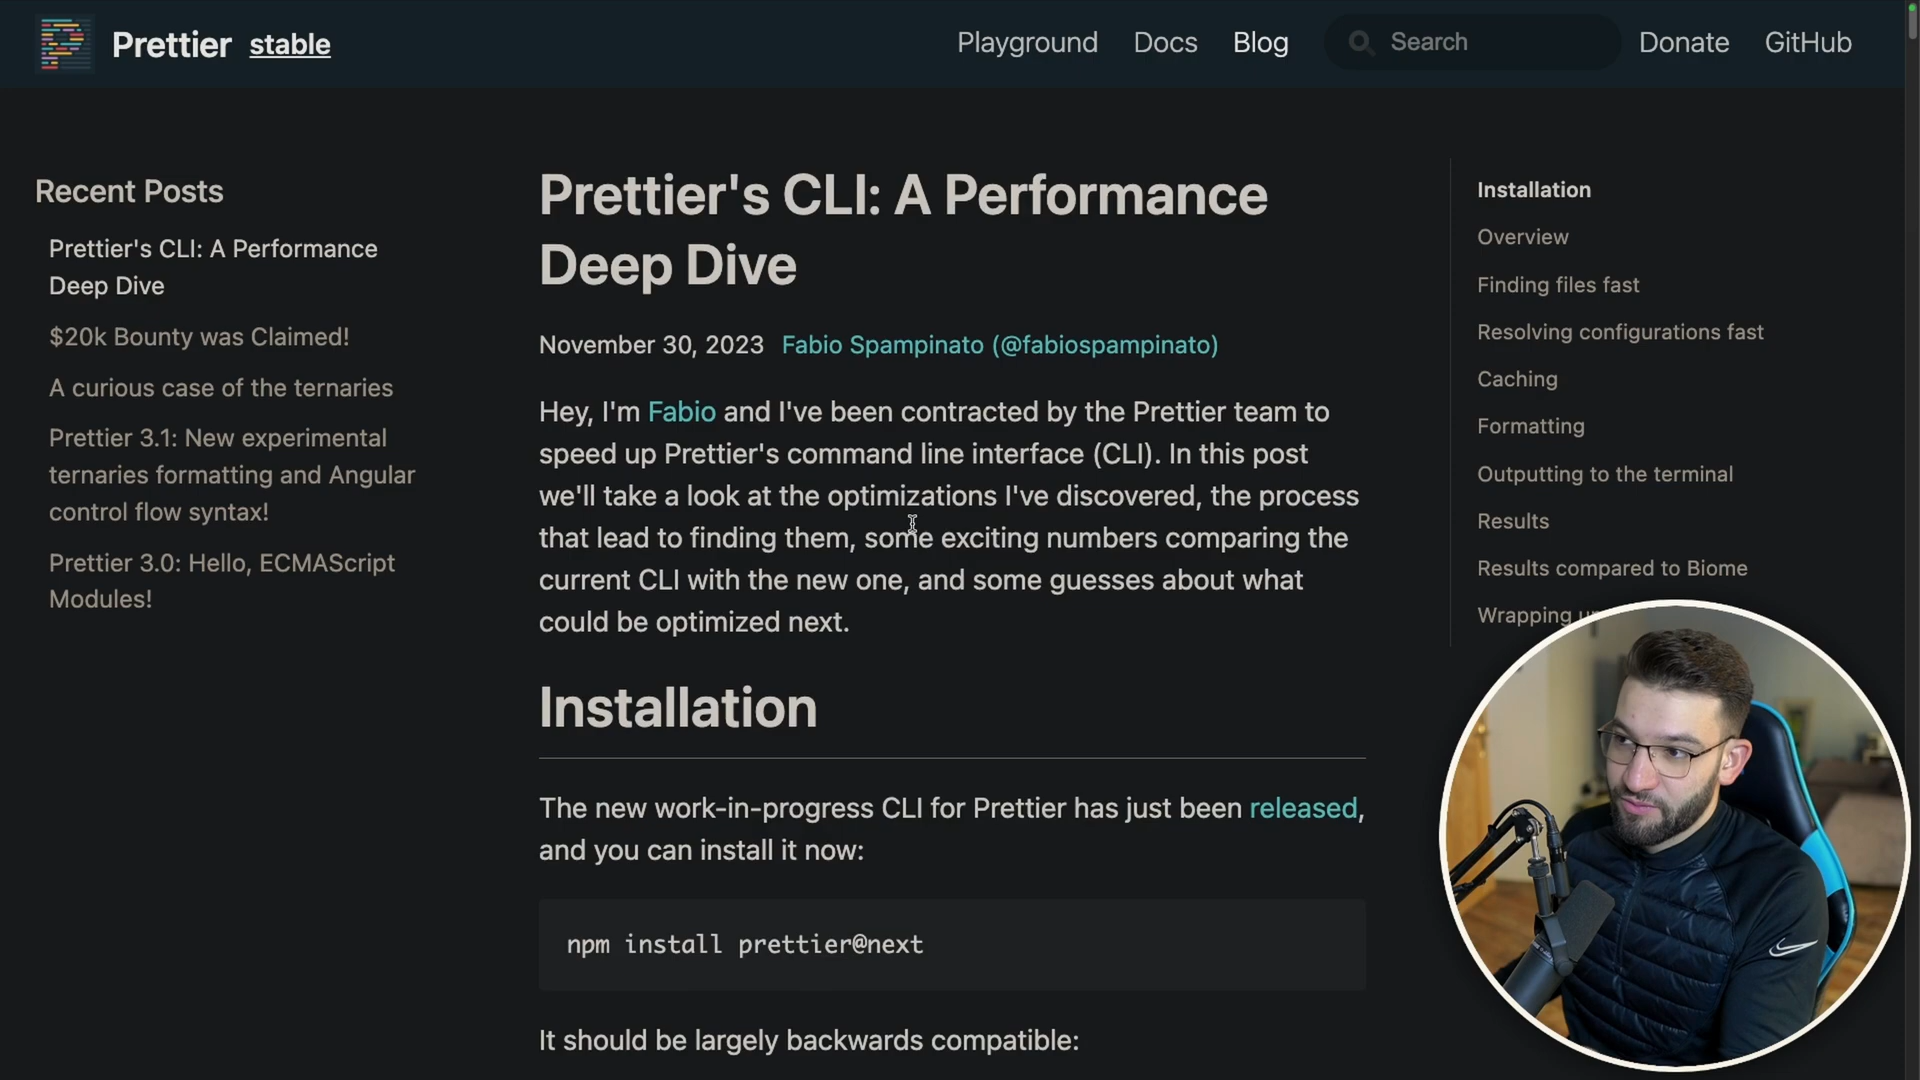 Prettier stable
Playground Docs Blog Search Donate GitHub
Recent Posts
Prettier's CLI: A Performance
Deep Dive
$20k Bounty was Claimed!
A curious case of the ternaries
Prettier 3.1: New experimental
ternaries formatting and Angular
control flow syntax!
Prettier 3.0: Hello, ECMAScript
Modules!
Prettier's CLI: A Performance
Deep Dive
November 30, 2023 Fabio Spampinato (@fabiospampinato)
Hey, I'm Fabio and I've been contracted by the Prettier team to
speed up Prettier's command line interface (CLI). In this post
we'll take a look at the optimizations I've discovered, the process
that lead to finding them, some exciting numbers comparing the
current CLI with the new one, and some guesses about what
could be optimized next.
Installation
The new work-in-progress CLI for Prettier has just been released,
and you can install it now:
npm install prettier@next
It should be largely backwards compatible:
Installation
Overview
Finding files fast
Resolving configurations fast
Caching
Formatting
Outputting to the terminal
Results
Results compared to Biome
Wrapping